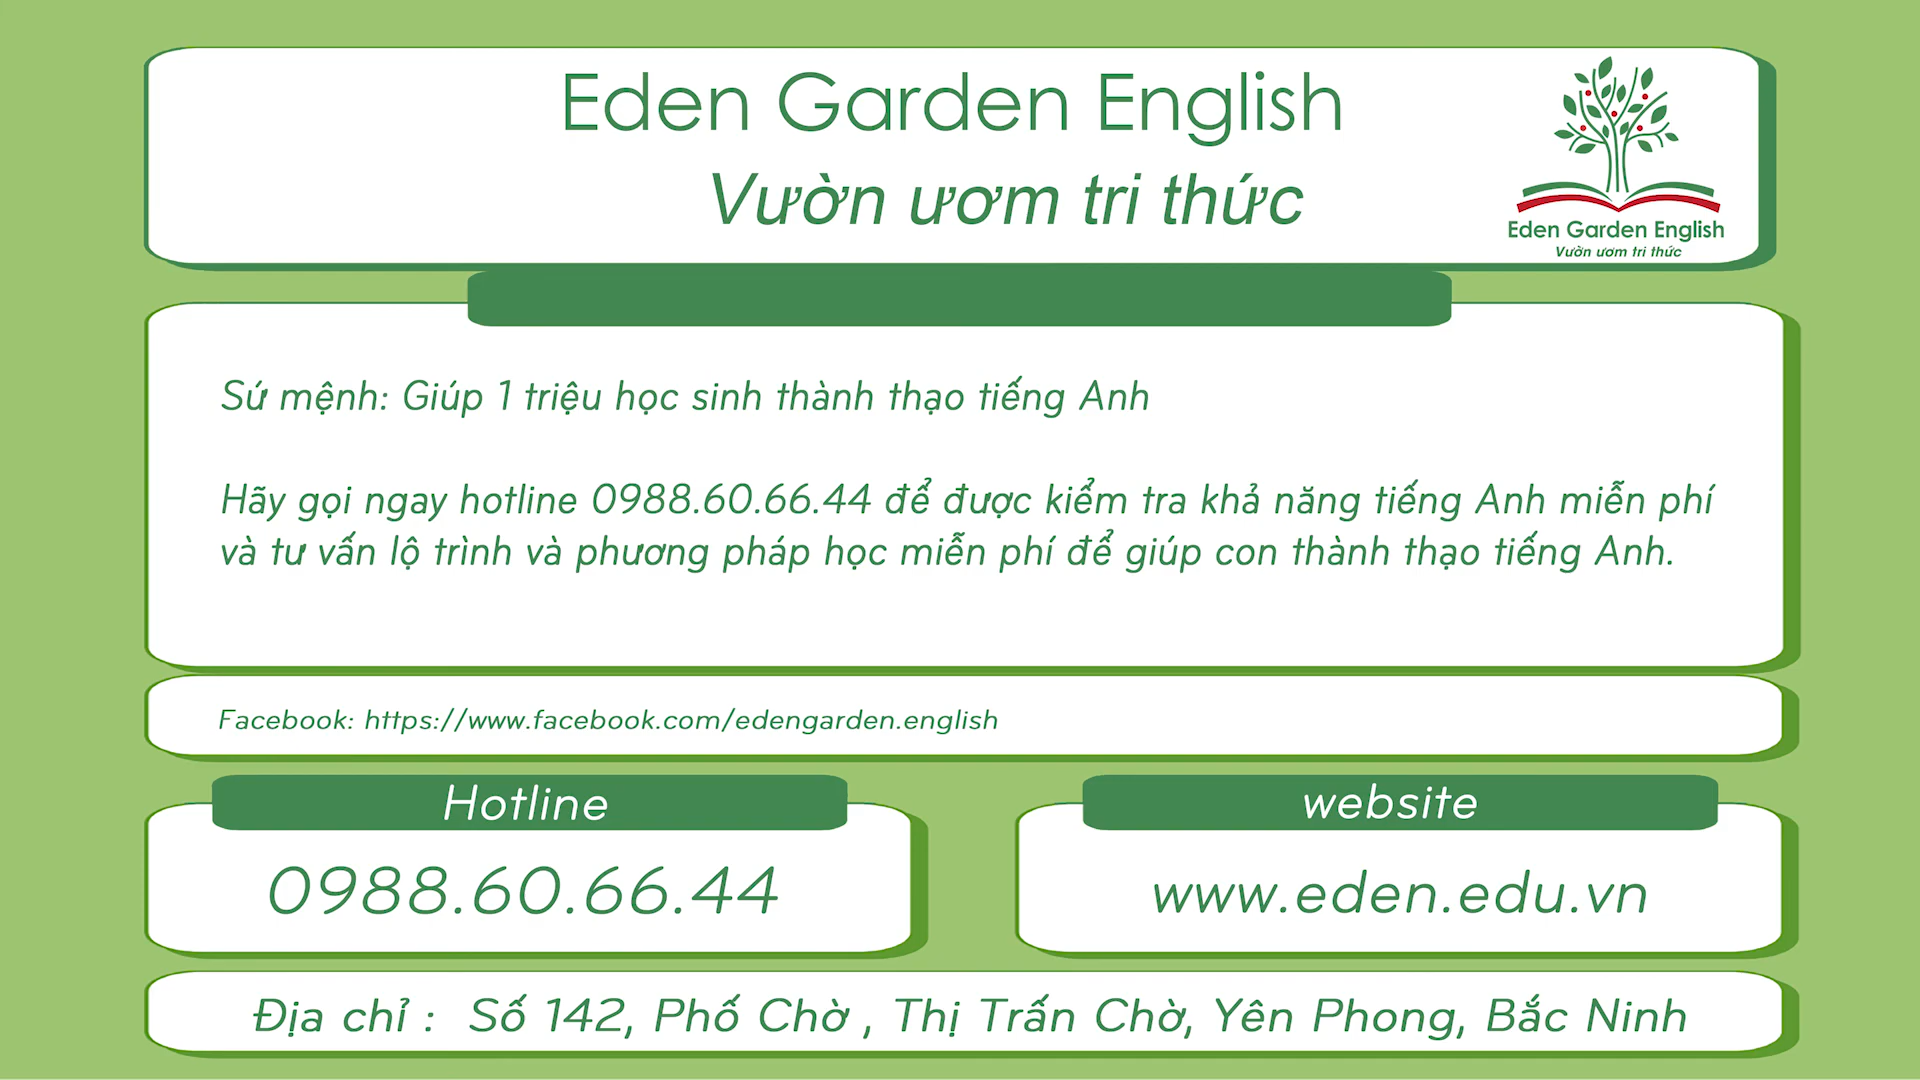 Eden Garden English
Vườn ươm tri thức
Eden Garden English
Vườn ươm tri thức
Sứ mệnh: Giúp 1 triệu học sinh thành thạo tiếng Anh
Hãy gọi ngay hotline 0988.60.66.44 để được kiểm tra khả năng tiếng Anh miễn phí
và tư vấn lộ trình và phương pháp học miễn phí để giúp con thành thạo tiếng Anh.
Facebook: https://www.facebook.com/edengarden.english
Hotline
0988.60.66.44
website
www.eden.edu.vn
Địa chỉ : Số 142, Phố Chờ , Thị Trấn Chờ, Yên Phong, Bắc Ninh